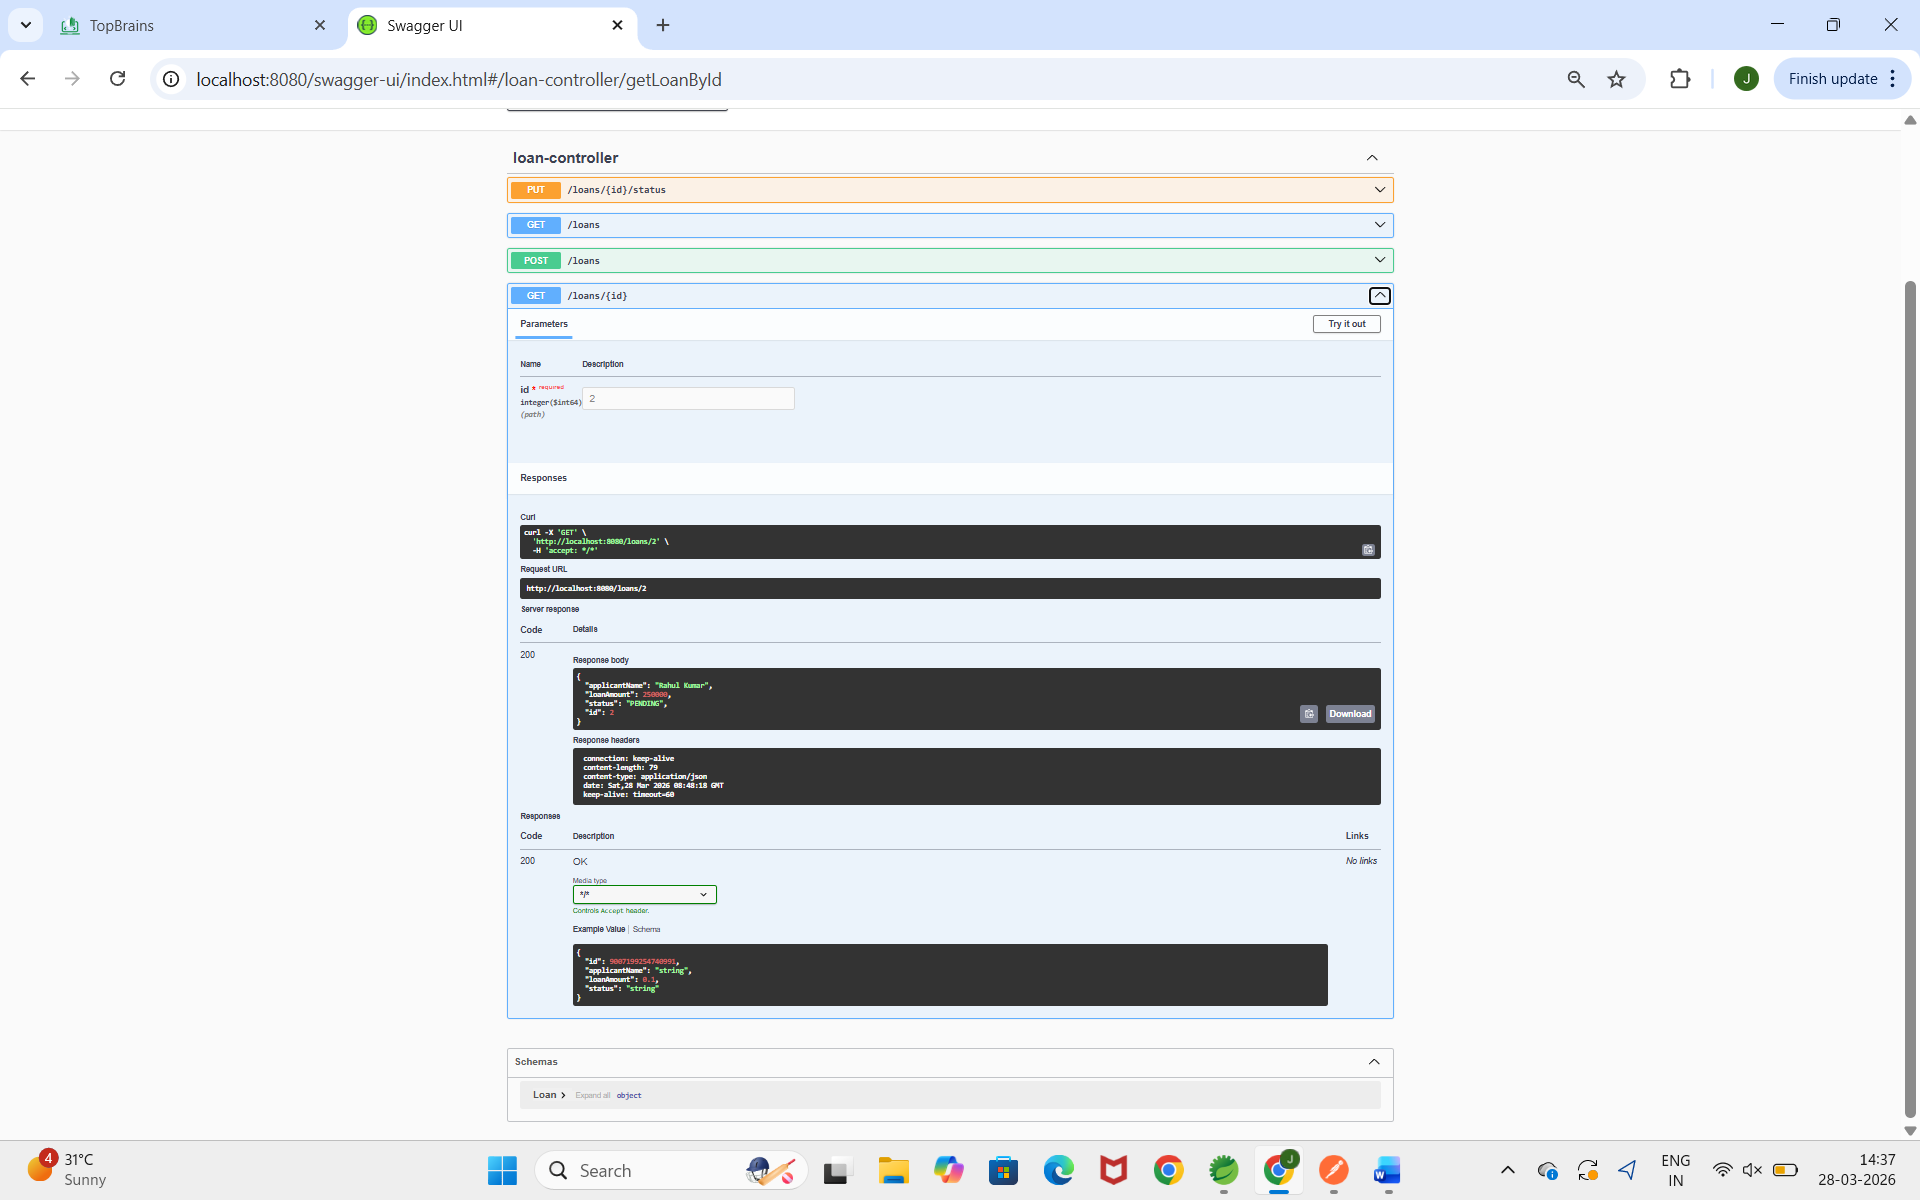 TopBrains
Swagger UI
localhost:8080/swagger-ui/index.html#/loan-controller/getLoanById
J
Finish update
loan-controller
PUT /loans/{id}/status
GET /loans
POST /loans
GET /loans/{id}
Parameters
Try it out
Name Description
id * required
integer($int64)
(path)
2
Responses
Curl
curl -X 'GET' \
'http://localhost:8080/loans/2' \
-H 'accept: */*'
Request URL
http://localhost:8080/loans/2
Server response
Code Details
200
Response body
{
"applicantName": "Rahul Kumar",
"loanAmount": 250000,
"status": "PENDING",
"id": 2
}
Download
Response headers
connection: keep-alive
content-length: 79
content-type: application/json
date: Sat,28 Mar 2026 08:48:18 GMT
keep-alive: timeout=60
Responses
Code Description Links
200 OK No links
Media type
*/*
Controls Accept header.
Example Value | Schema
{
"id": 9007199254740991,
"applicantName": "string",
"loanAmount": 0.1,
"status": "string"
}
Schemas
Loan Expand all object
4
31°C
Sunny
Search
J
ENG
IN
14:37
28-03-2026